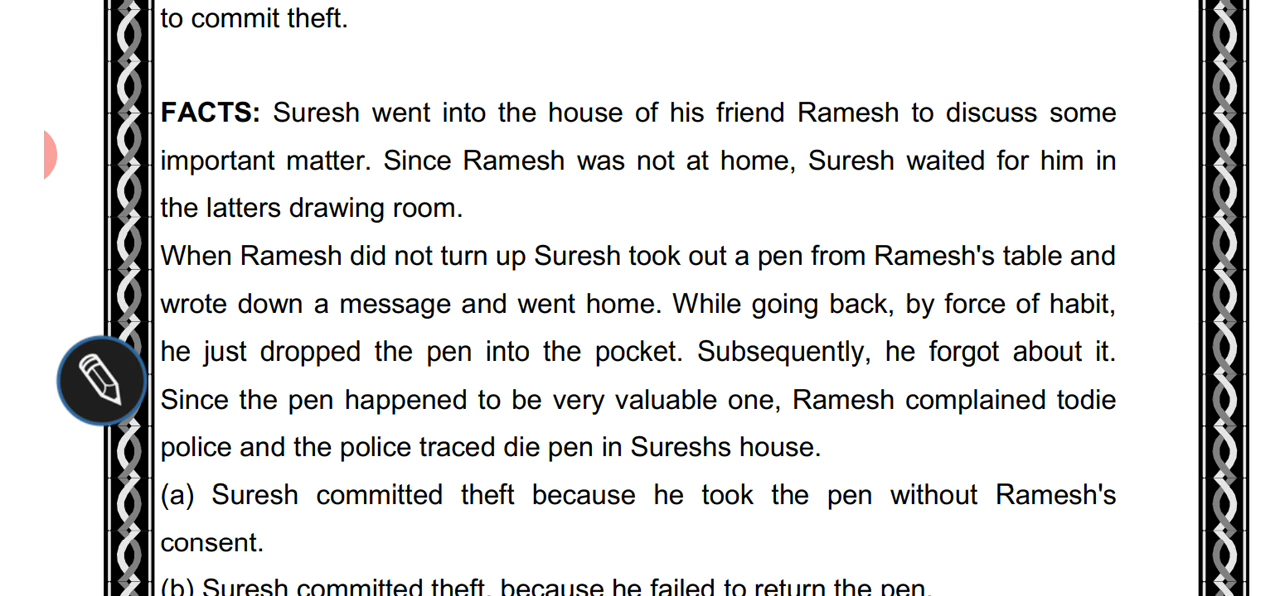 to commit theft.
FACTS: Suresh went into the house of his friend Ramesh to discuss some
important matter. Since Ramesh was not at home, Suresh waited for him in
the latters drawing room.
When Ramesh did not turn up Suresh took out a pen from Ramesh's table and
wrote down a message and went home. While going back, by force of habit,
he just dropped the pen into the pocket. Subsequently, he forgot about it.
Since the pen happened to be very valuable one, Ramesh complained todie
police and the police traced die pen in Sureshs house.
(a) Suresh committed theft because he took the pen without Ramesh's
consent.
(b) Suresh committed theft, because he failed to return the pen.